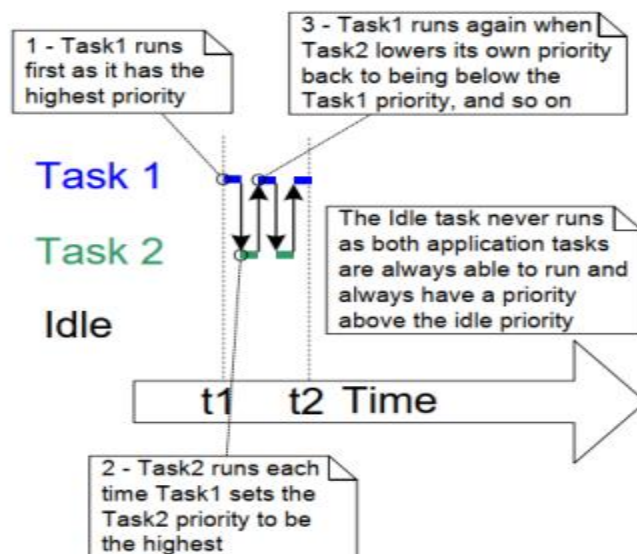 1 - Task1 runs
first as it has the
highest priority
3 - Task1 runs again when
Task2 lowers its own priority
back to being below the
Task1 priority, and so on
Task 1
Task 2
Idle
The Idle task never runs
as both application tasks
are always able to run and
always have a priority
above the idle priority
t1 t2 Time
2 - Task2 runs each
time Task1 sets the
Task2 priority to be
the highest